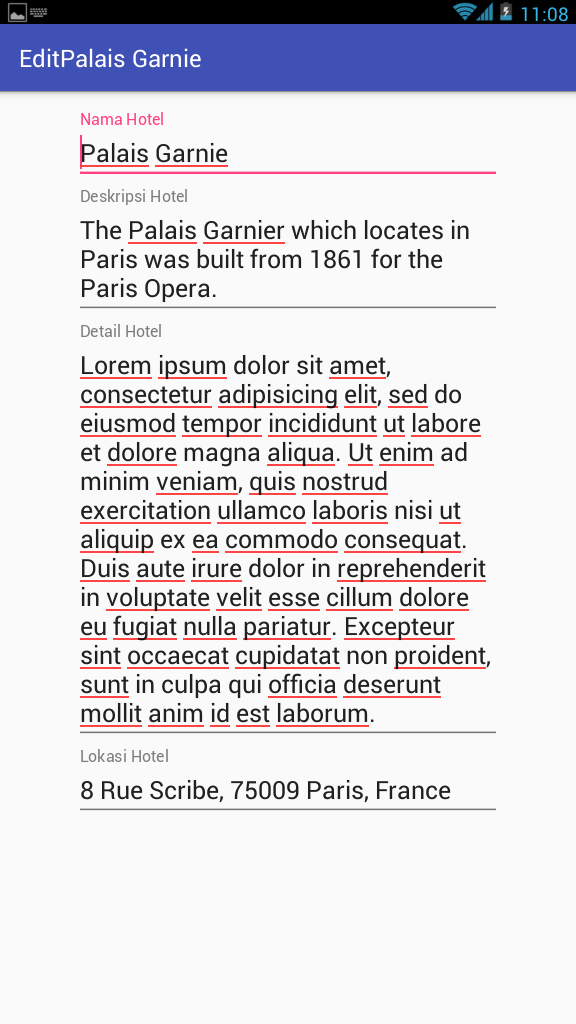 11:08
EditPalais Garnie
Nama Hotel
Palais Garnie
Deskripsi Hotel
The Palais Garnier which locates in
Paris was built from 1861 for the
Paris Opera.
Detail Hotel
Lorem ipsum dolor sit amet,
consectetur adipisicing elit, sed do
eiusmod tempor incididunt ut labore
et dolore magna aliqua. Ut enim ad
minim veniam, quis nostrud
exercitation ullamco laboris nisi ut
aliquip ex ea commodo consequat.
Duis aute irure dolor in reprehenderit
in voluptate velit esse cillum dolore
eu fugiat nulla pariatur. Excepteur
sint occaecat cupidatat non proident,
sunt in culpa qui officia deserunt
mollit anim id est laborum.
Lokasi Hotel
8 Rue Scribe, 75009 Paris, France